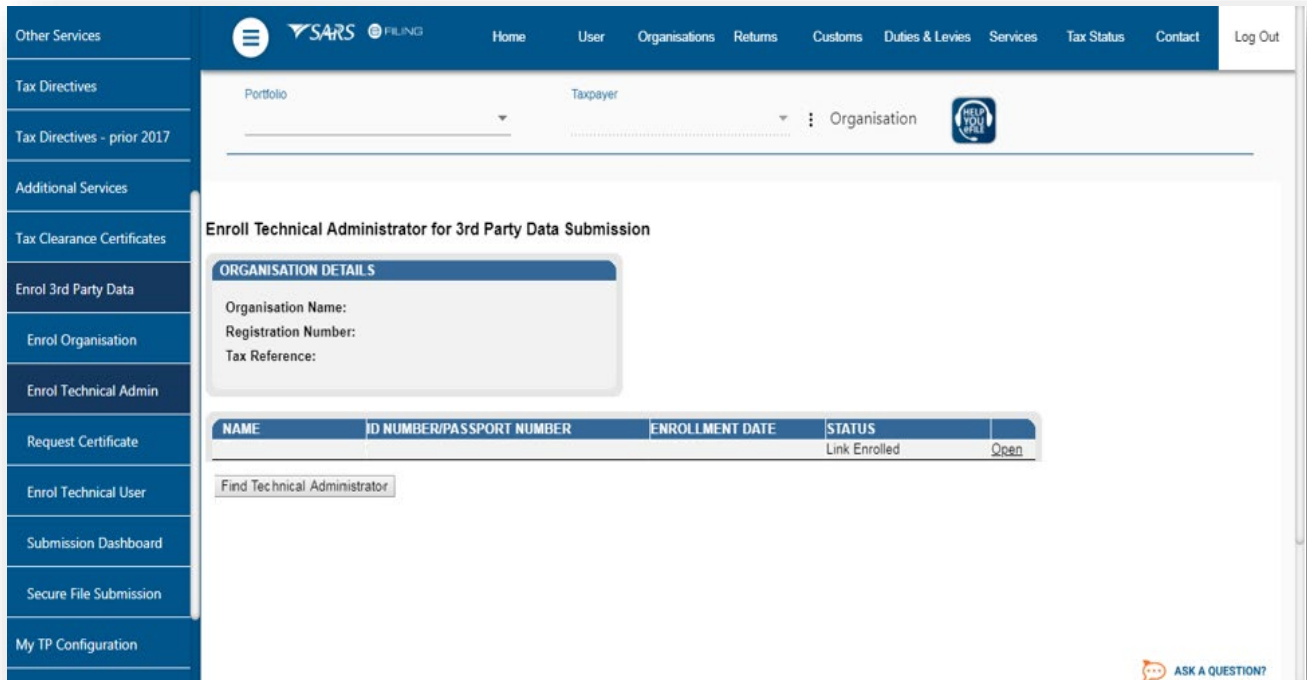 Other Services
Tax Directives
Tax Directives - prior 2017
Additional Services
Tax Clearance Certificates
Enrol 3rd Party Data
Enrol Organisation
Enrol Technical Admin
Request Certificate
Enrol Technical User
Submission Dashboard
Secure File Submission
My TP Configuration
SARS eFILING
Home User Organisations Returns Customs Duties & Levies Services Tax Status Contact Log Out
Portfolio Taxpayer
Organisation
HELP
YOU
eFILE
Enroll Technical Administrator for 3rd Party Data Submission
ORGANISATION DETAILS
Organisation Name:
Registration Number:
Tax Reference:
NAME ID NUMBER/PASSPORT NUMBER ENROLLMENT DATE STATUS
Link Enrolled Open
Find Technical Administrator
ASK A QUESTION?